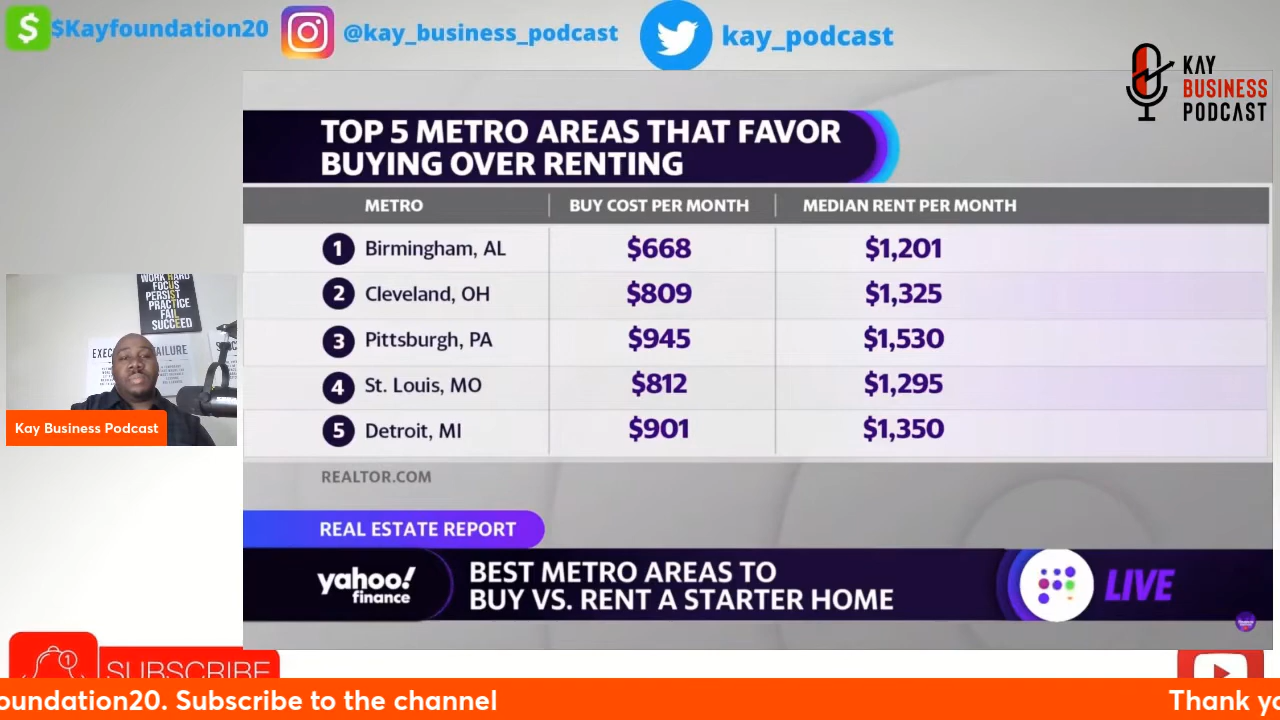 $Kayfoundation20
@kay_business_podcast
kay_podcast
KAY
BUSINESS
PODCAST
TOP 5 METRO AREAS THAT FAVOR
BUYING OVER RENTING
METRO BUY COST PER MONTH MEDIAN RENT PER MONTH
1 Birmingham, AL $668 $1,201
2 Cleveland, OH $809 $1,325
3 Pittsburgh, PA $945 $1,530
4 St. Louis, MO $812 $1,295
5 Detroit, MI $901 $1,350
REALTOR.COM
WORK HARD
FOCUS
PERSIST
PRACTICE
FAIL
SUCCEED
FAILURE
Kay Business Podcast
REAL ESTATE REPORT
yahoo!
finance
BEST METRO AREAS TO
BUY VS. RENT A STARTER HOME
LIVE
1
SUBSCRIBE
oundation20. Subscribe to the channel
Thank yo